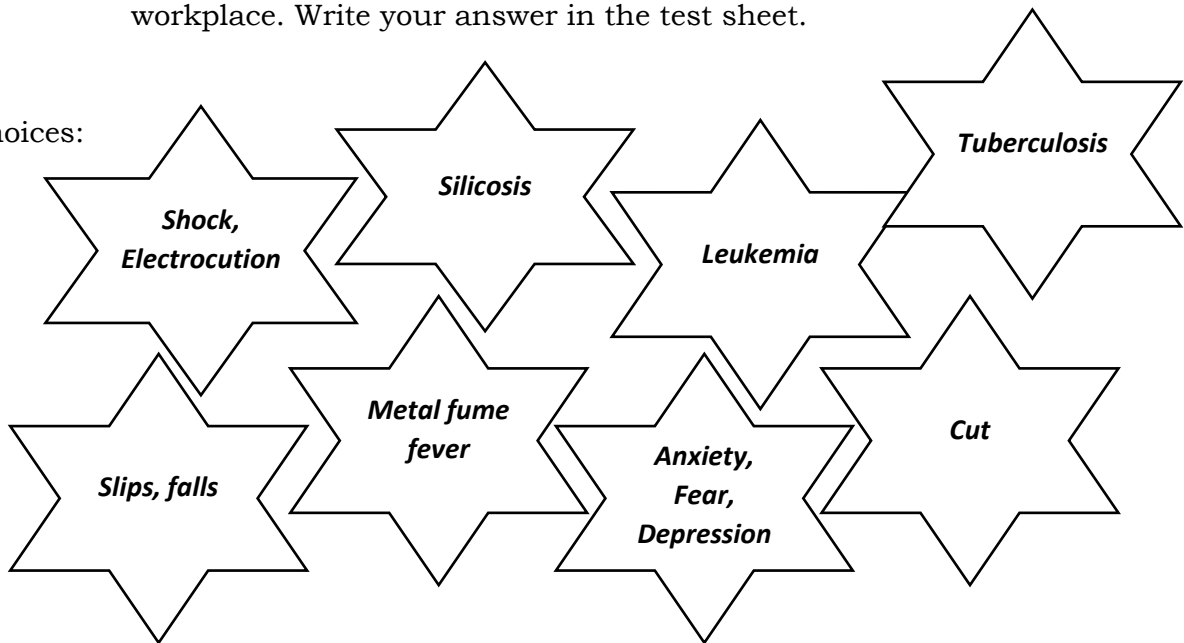 workplace. Write your answer in the test sheet.
hoices:
Shock,
Electrocution
Silicosis
Leukemia
Tuberculosis
Slips, falls
Metal fume
fever
Anxiety,
Fear,
Depression
Cut